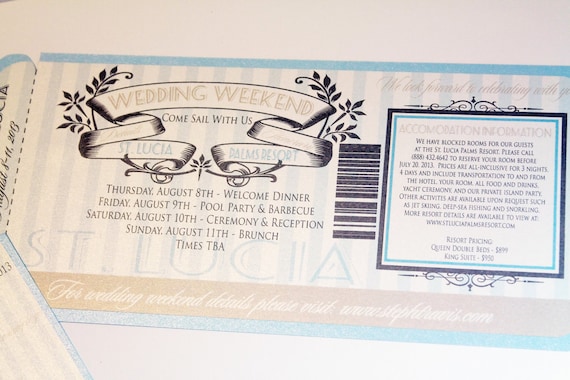 WEDDING WEEKEND
COME SAIL WITH US
ST. LUCIA PALMS RESORT
THURSDAY, AUGUST 8TH - WELCOME DINNER
FRIDAY, AUGUST 9TH - POOL PARTY & BARBECUE
SATURDAY, AUGUST 10TH - CEREMONY & RECEPTION
SUNDAY, AUGUST 11TH - BRUNCH
TIMES TBA
ST. LUCIA
For wedding weekend details please visit:
We look forward to celebrating with
ACCOMODATION INFORMATION
WE HAVE BLOCKED ROOMS FOR OUR GUESTS
AT THE ST. LUCIA PALMS RESORT. PLEASE CALL
(888) 432.4642 TO RESERVE YOUR ROOM BEFORE
JULY 20, 2013. PRICES ARE ALL-INCLUSIVE FOR 3 NIGHTS,
4 DAYS AND INCLUDE TRANSPORTATION TO AND FROM
THE HOTEL, YOUR ROOM, ALL FOOD AND DRINKS,
YACHT CEREMONY, AND OUR PRIVATE ISLAND PARTY.
OTHER ACTIVITES ARE AVAILABLE UPON REQUEST SUCH
AS JET SKIING, DEEP-SEA FISHING AND SNORKLING.
MORE RESORT DETAILS ARE AVAILABLE TO VIEW AT:
WWW.STLUCIAPALMSRESORT.COM
RESORT PRICING
QUEEN DOUBLE BEDS - $899
KING SUITE - $950
LUCIA
August 8-11, 2013
2013